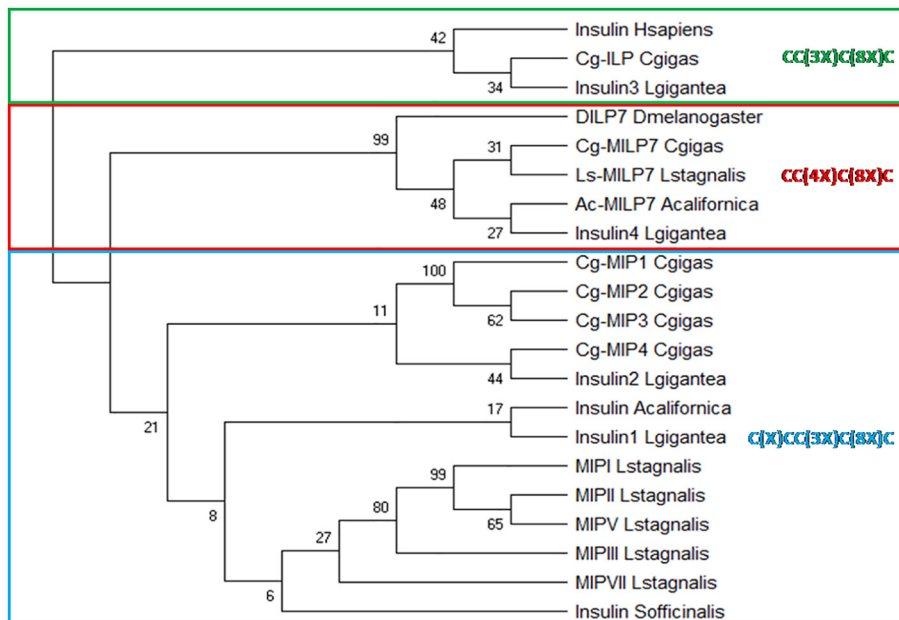 Insulin Hsapiens
42
Cg-ILP Cgigas
CC(3X)C(8X)C
34
Insulin3 Lgigantea
DILP7 Dmelanogaster
99
Cg-MILP7 Cgigas
31
Ls-MILP7 Lstagnalis
CC(4X)C(8X)C
48
Ac-MILP7 Acalifornica
27
Insulin4 Lgigantea
Cg-MIP1 Cgigas
100
Cg-MIP2 Cgigas
11
62
Cg-MIP3 Cgigas
Cg-MIP4 Cgigas
44
Insulin2 Lgigantea
Insulin Acalifornica
17
21
Insulin1 Lgigantea
C(X)CC(3X)C(8X)C
MIPI Lstagnalis
99
MIPII Lstagnalis
80
65
MIPV Lstagnalis
8
27
MIPIII Lstagnalis
MIPVII Lstagnalis
6
Insulin Sofficinalis